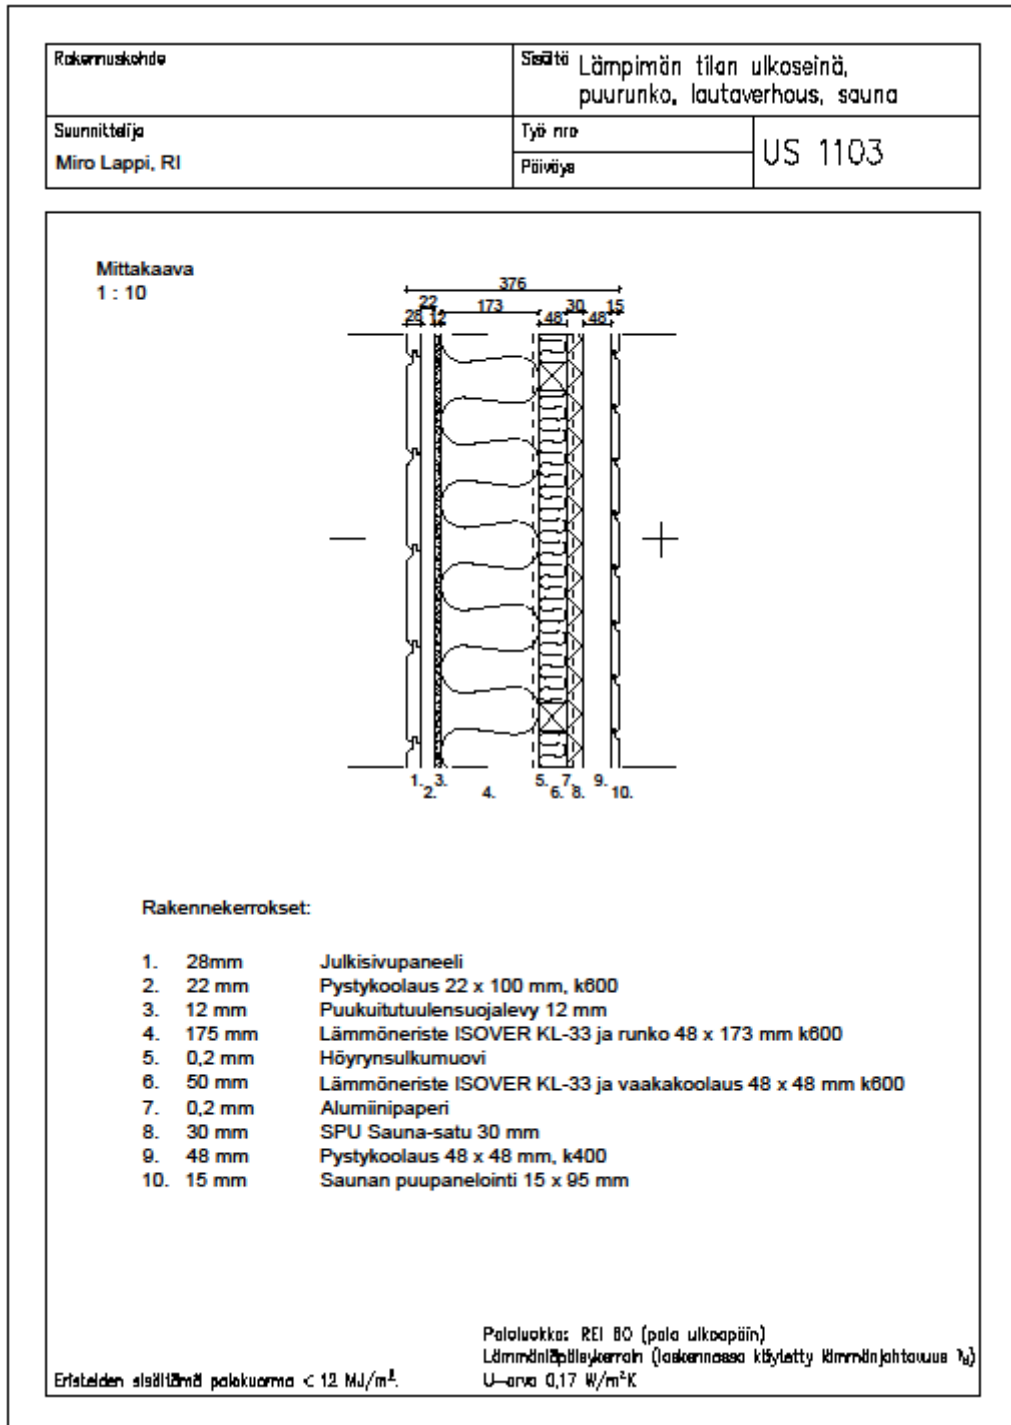 Rakennuskohde
Sisältö Lämpimän tilan ulkoseinä,
puurunko, lautaverhous, sauna
Suunnittelija
Miro Lappi, RI
Työ nro
Päiväys
US 1103
Mittakaava
1 : 10
376
22 173 30 15
28 12 48 48
1. 3. 5. 7. 9.
2. 4. 6. 8. 10.
Rakennekerrokset:
1. 28mm Julkisivupaneeli
2. 22 mm Pystykoolaus 22 x 100 mm, k600
3. 12 mm Puukuitutuulensuojalevy 12 mm
4. 175 mm Lämmöneriste ISOVER KL-33 ja runko 48 x 173 mm k600
5. 0,2 mm Höyrynsulkumuovi
6. 50 mm Lämmöneriste ISOVER KL-33 ja vaakakoolaus 48 x 48 mm k600
7. 0,2 mm Alumiinipaperi
8. 30 mm SPU Sauna-satu 30 mm
9. 48 mm Pystykoolaus 48 x 48 mm, k400
10. 15 mm Saunan puupanelointi 15 x 95 mm
Paloluokka: REI (palo ulkoapäin)
Lämmönläpäisykerroin (laskennassa käytetty lämmönjohtavuus
Eristeiden sisältämä palokuorma < 12 MJ/m².
U-arvo 0,17 W/m²K